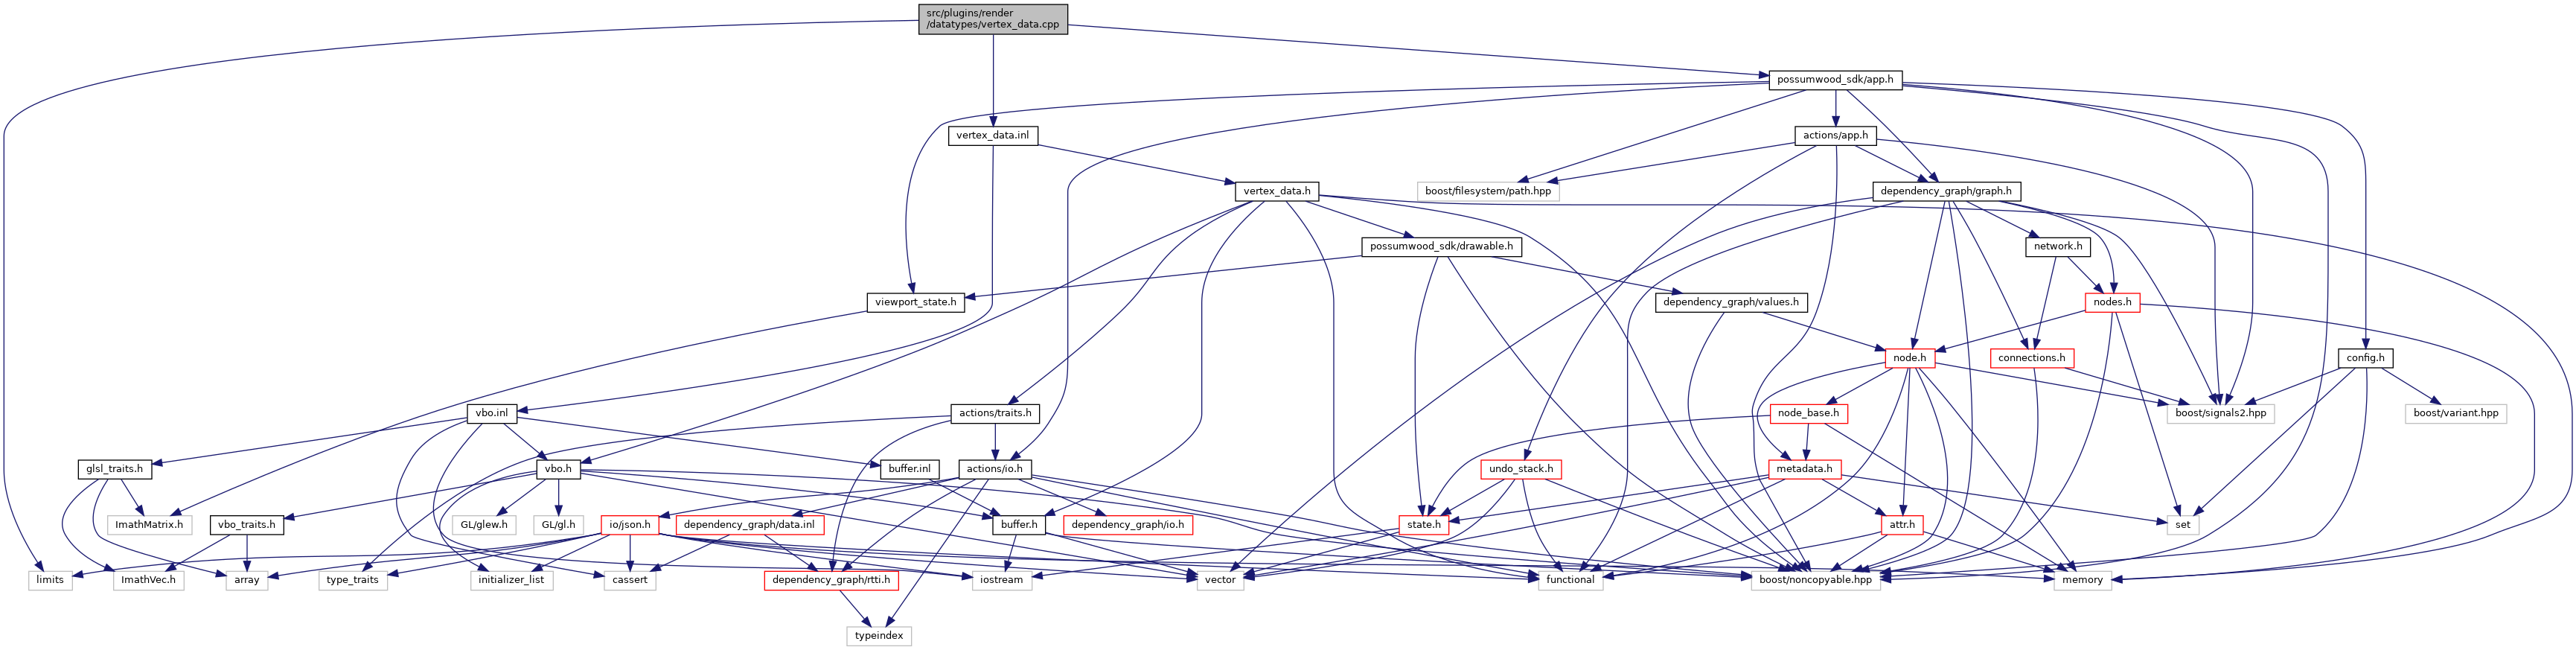 src/plugins/render
/datatypes/vertex_data.cpp
possumwood_sdk/app.h
vertex_data.inl
actions/app.h
vertex_data.h
boost/filesystem/path.hpp
dependency_graph/graph.h
possumwood_sdk/drawable.h
network.h
viewport_state.h
dependency_graph/values.h
nodes.h
node.h
connections.h
config.h
vbo.inl
actions/traits.h
node_base.h
boost/signals2.hpp
boost/variant.hpp
glsl_traits.h
vbo.h
buffer.inl
actions/io.h
undo_stack.h
metadata.h
ImathMatrix.h
vbo_traits.h
GL/glew.h
GL/gl.h
io/json.h
dependency_graph/data.inl
buffer.h
dependency_graph/io.h
state.h
attr.h
set
limits
ImathVec.h
array
type_traits
initializer_list
cassert
dependency_graph/rtti.h
iostream
vector
functional
boost/noncopyable.hpp
memory
typeindex